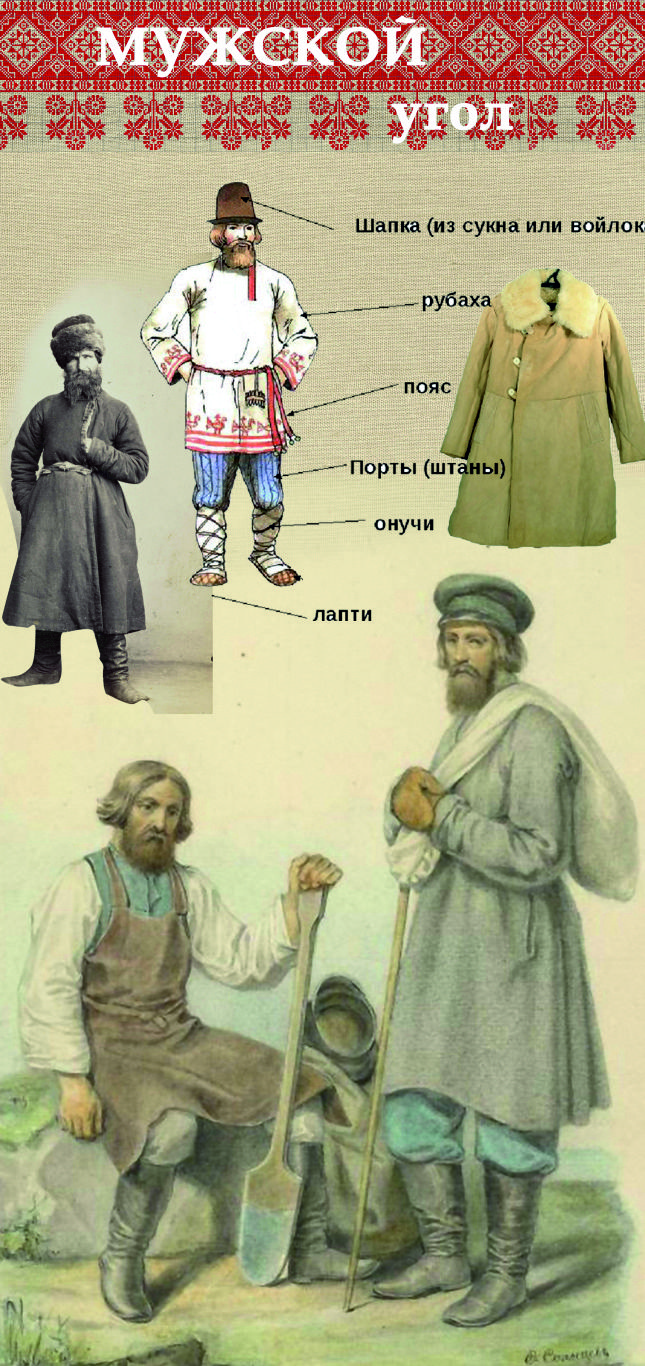 мужской
угол
Шапка (из сукна или войлок
рубаха
пояс
Порты (штаны)
онучи
лапти